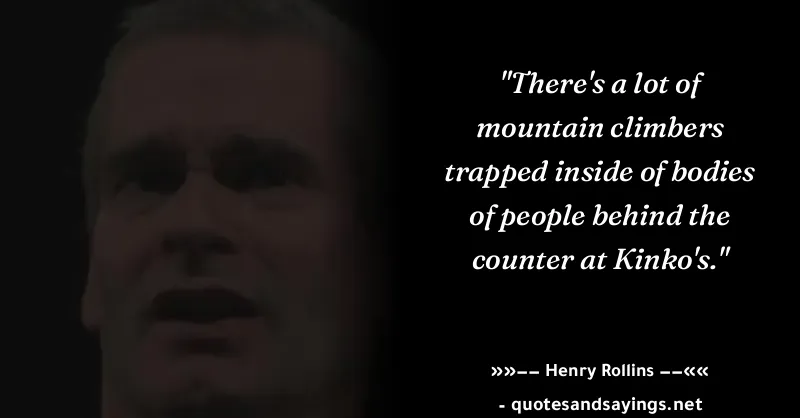 "There's a lot of
mountain climbers
trapped inside of bodies
of people behind the
counter at Kinko's."
»»−− Henry Rollins −−««
- quotesandsayings.net